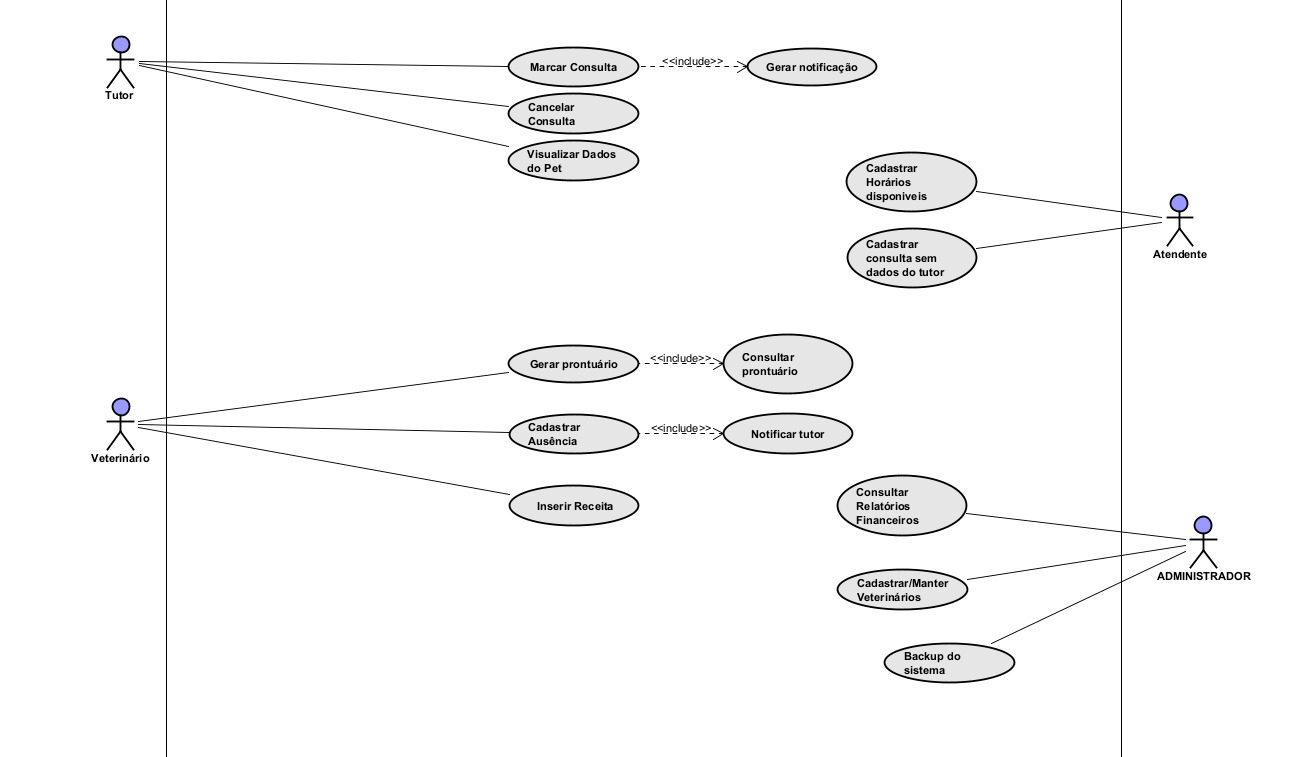 Tutor
Marcar Consulta
<<include>>
Gerar notificação
Cancelar
Consulta
Visualizar Dados
do Pet
Cadastrar
Horários
disponiveis
Cadastrar
consulta sem
dados do tutor
Atendente
Gerar prontuário
<<include>>
Consultar
prontuário
Veterinário
Cadastrar
Ausência
<<include>>
Notificar tutor
Inserir Receita
Consultar
Relatórios
Financeiros
ADMINISTRADOR
Cadastrar/Manter
Veterinários
Backup do
sistema